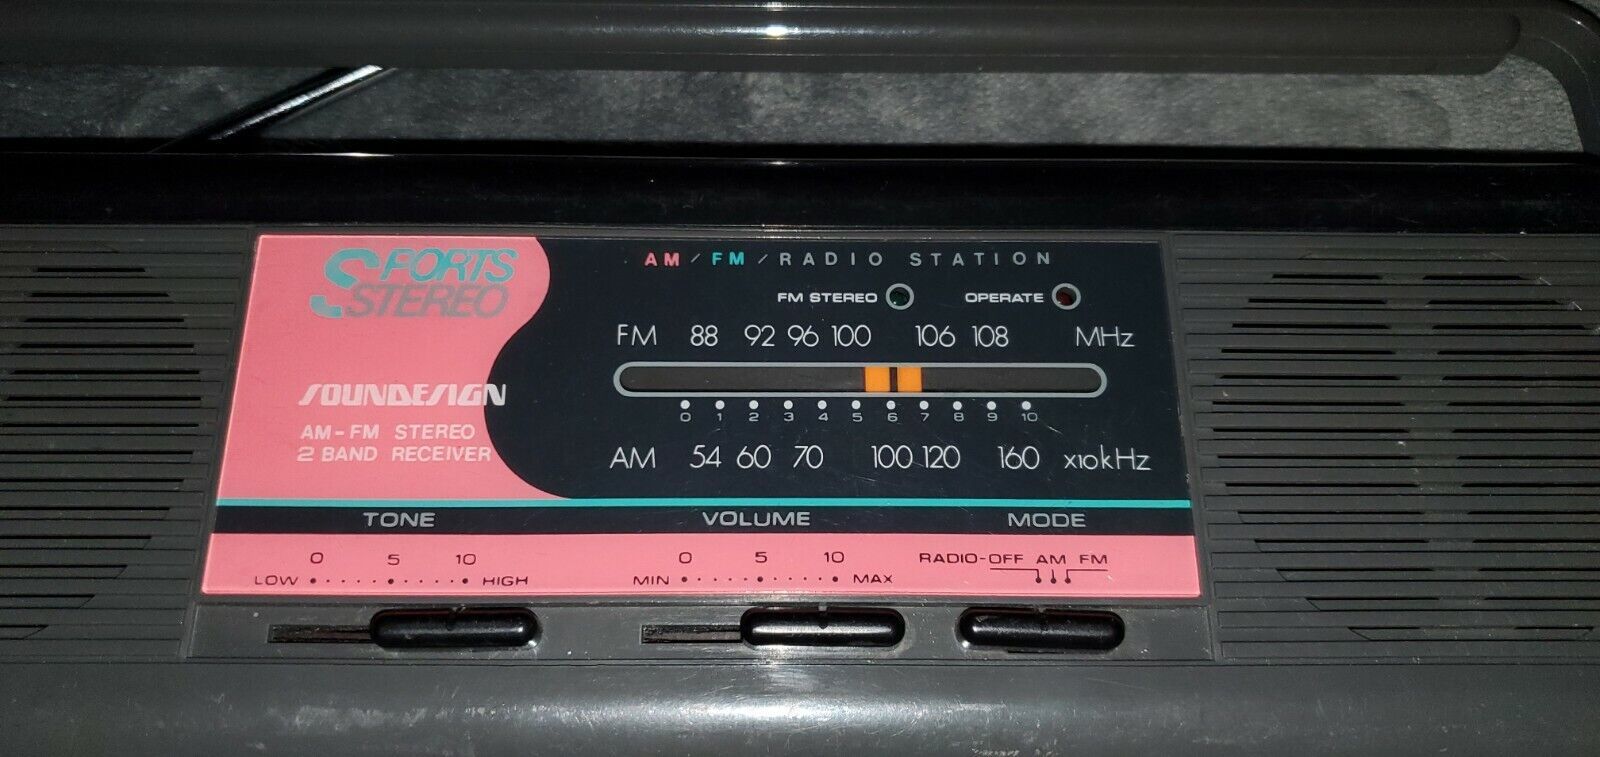 SPORTS
STEREO
SOUNDESIGN
AM-FM STEREO
2 BAND RECEIVER
AM/FM/RADIO STATION
FM STEREO OPERATE
FM 88 92 96 100 106 108 MHz
0 1 2 3 4 5 6 7 8 9 10
AM 54 60 70 100 120 160 x10kHz
TONE VOLUME MODE
0 5 10 0 5 10 RADIO-OFF AM FM
LOW HIGH MIN MAX